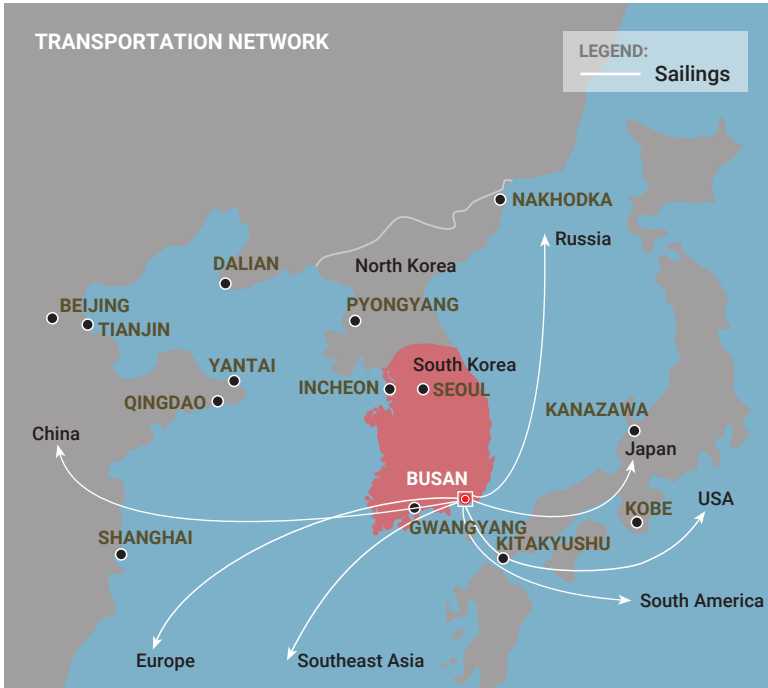 TRANSPORTATION NETWORK
LEGEND:
Sailings
NAKHODKA
Russia
DALIAN
North Korea
BEIJING
TIANJIN
PYONGYANG
YANTAI
South Korea
INCHEON
SEOUL
QINGDAO
KANAZAWA
China
Japan
BUSAN
USA
KOBE
GWANGYANG
SHANGHAI
KITAKYUSHU
South America
Europe
Southeast Asia